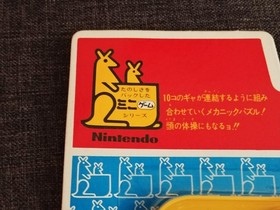 たのしさを
パックした
ミニゲーム
シリーズ
Nintendo
10コのギヤが連結するように組み
合わせていくメカニックパズル!
頭の体操にもなるョ!!